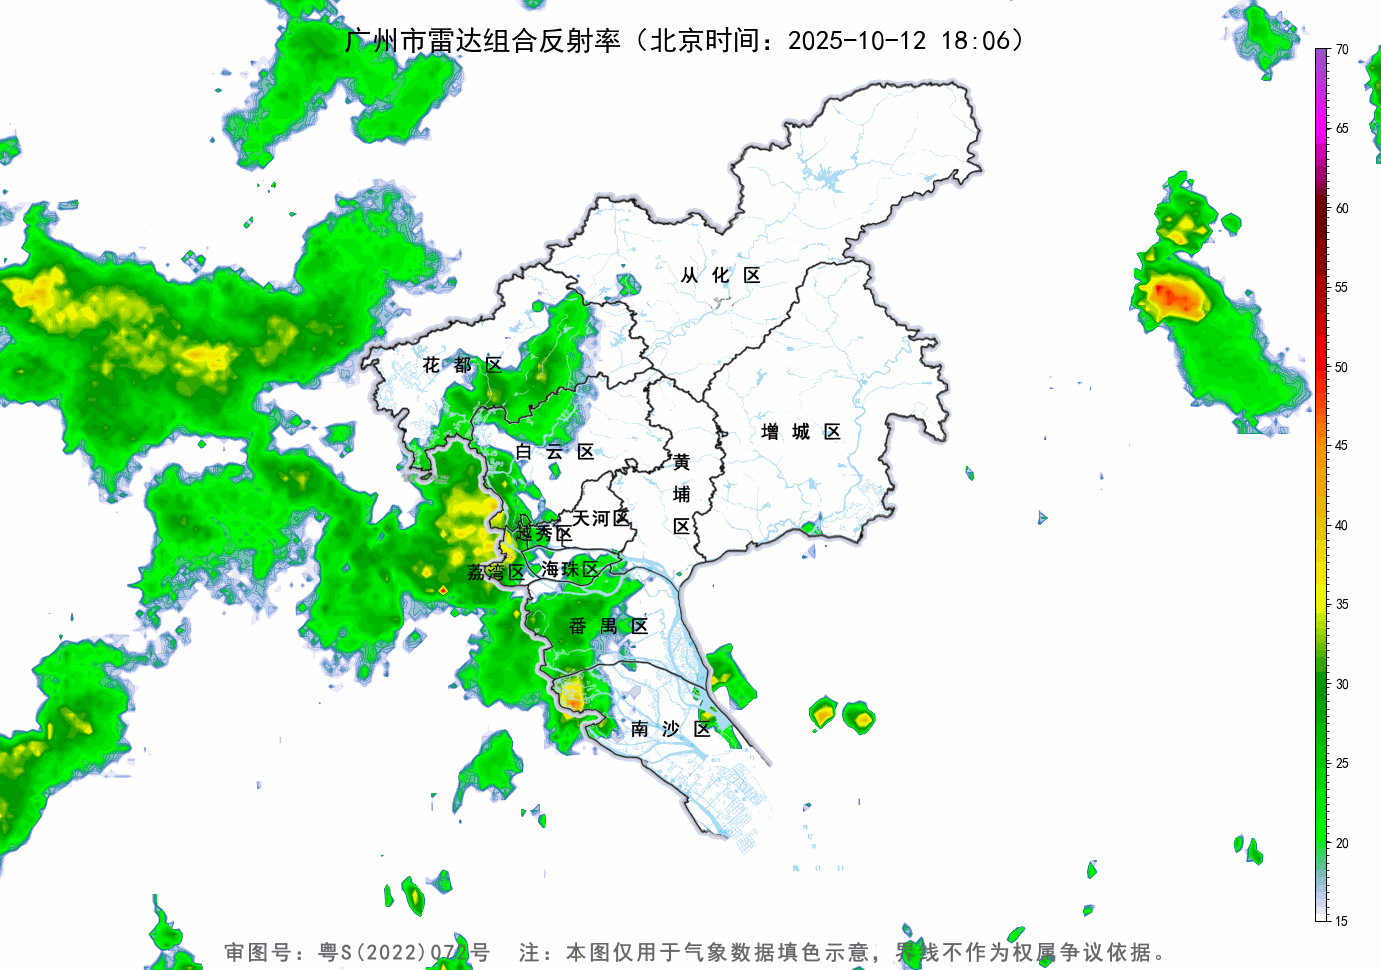 广州市雷达组合反射率（北京时间：2025-10-12 18:06）
70
65
60
55
50
45
40
35
30
25
20
15
从化区
花都区
增城区
白云区
黄埔区
天河区
越秀区
海珠区
荔湾区
番禺区
南沙区
审图号：粤S(2022)072号 注：本图仅用于气象数据填色示意，界线不作为权属争议依据。